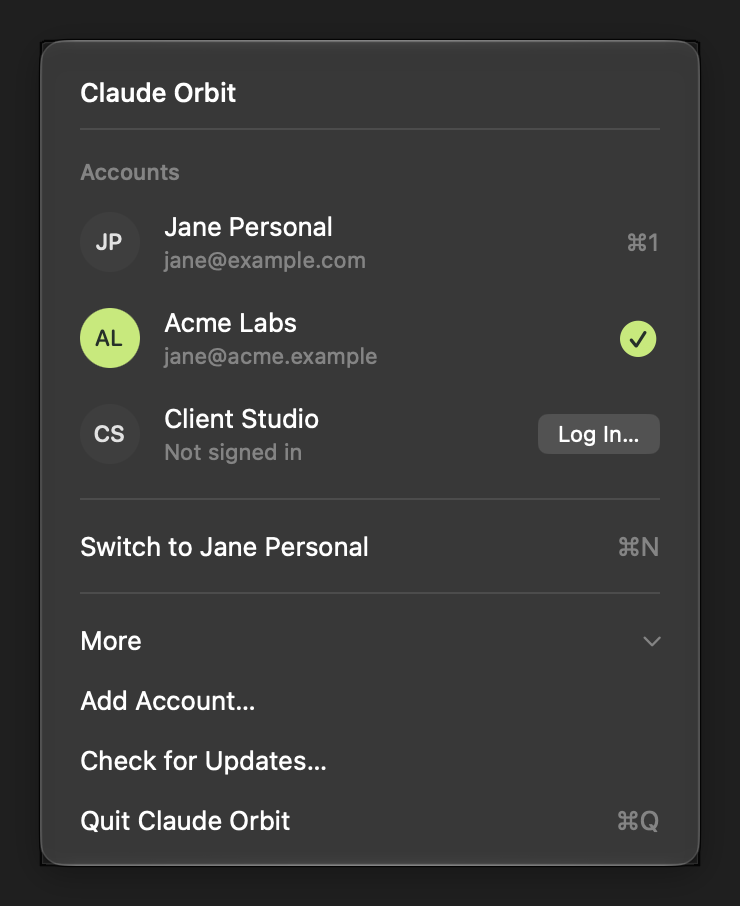 Claude Orbit
Accounts
JP
Jane Personal
⌘1
jane@example.com
AL
Acme Labs
jane@acme.example
CS
Client Studio
Log In...
Not signed in
Switch to Jane Personal
⌘N
More
Add Account...
Check for Updates...
Quit Claude Orbit
⌘Q